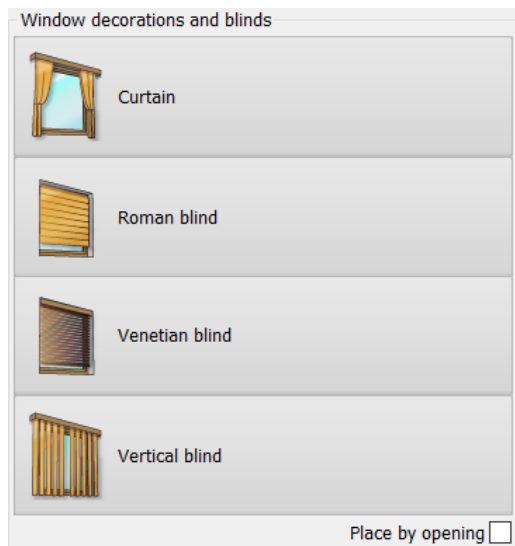 Window decorations and blinds
Curtain
Roman blind
Venetian blind
Vertical blind
Place by opening